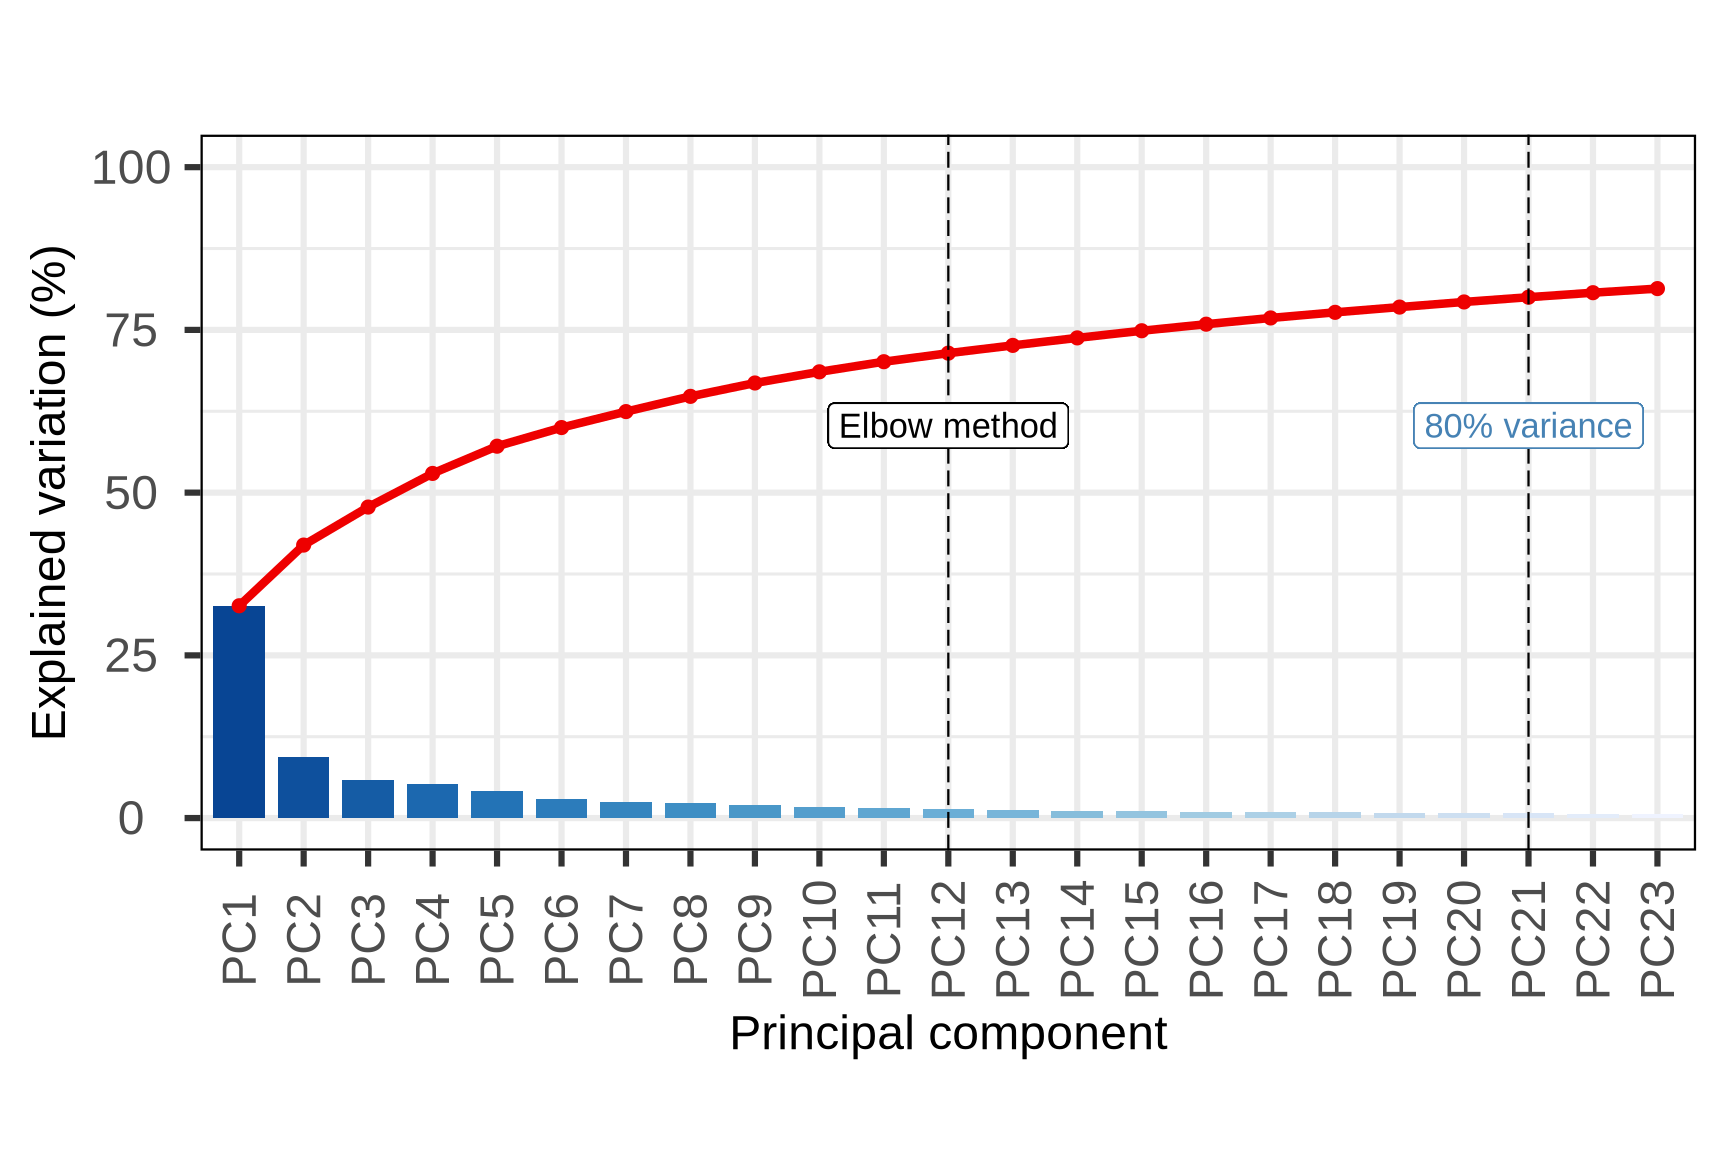 Explained variation (%)
100
75
50
25
0
Elbow method
80% variance
PC1
PC2
PC3
PC4
PC5
PC6
PC7
PC8
PC9
PC10
PC11
PC12
PC13
PC14
PC15
PC16
PC17
PC18
PC19
PC20
PC21
PC22
PC23
Principal component